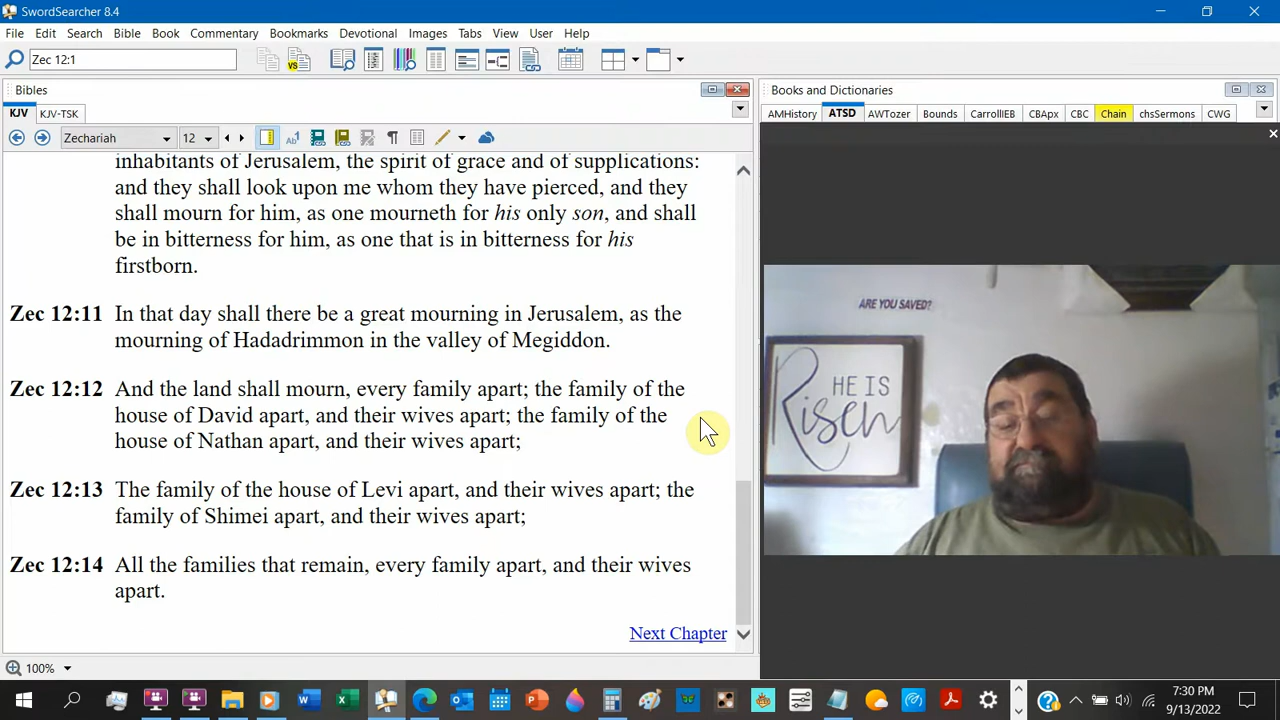 SwordSearcher 8.4
File Edit Search Bible Book Commentary Bookmarks Devotional Images Tabs View User Help
Zec 12:1
VS
Bibles
KJV KJV-TSK
Zechariah 12
inhabitants of Jerusalem, the spirit of grace and of supplications:
and they shall look upon me whom they have pierced, and they
shall mourn for him, as one mourneth for his only son, and shall
be in bitterness for him, as one that is in bitterness for his
firstborn.
Zec 12:11 In that day shall there be a great mourning in Jerusalem, as the
mourning of Hadadrimmon in the valley of Megiddon.
Zec 12:12 And the land shall mourn, every family apart; the family of the
house of David apart, and their wives apart; the family of the
house of Nathan apart, and their wives apart;
Zec 12:13 The family of the house of Levi apart, and their wives apart; the
family of Shimei apart, and their wives apart;
Zec 12:14 All the families that remain, every family apart, and their wives
apart.
Next Chapter
100%
Books and Dictionaries
AMHistory ATSD AWTozer Bounds CarrollIEB CBApx CBC Chain chsSermons CWG
ARE YOU SAVED?
HE IS
Risen
7:30 PM
9/13/2022